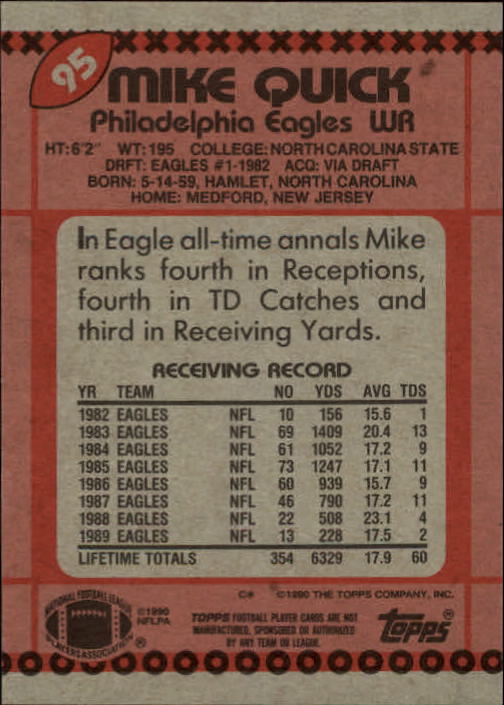 95
MIKE QUICK
Philadelphia Eagles WR
HT:6'2" WT:195 COLLEGE:NORTH CAROLINA STATE
DRFT: EAGLES #1-1982 ACQ: VIA DRAFT
BORN: 5-14-59, HAMLET, NORTH CAROLINA
HOME: MEDFORD, NEW JERSEY
In Eagle all-time annals Mike
ranks fourth in Receptions,
fourth in TD Catches and
third in Receiving Yards.
RECEIVING RECORD
YR TEAM NO YDS AVG TDS
1982 EAGLES NFL 10 156 15.6 1
1983 EAGLES NFL 69 1409 20.4 13
1984 EAGLES NFL 61 1052 17.2 9
1985 EAGLES NFL 73 1247 17.1 11
1986 EAGLES NFL 60 939 15.7 9
1987 EAGLES NFL 46 790 17.2 11
1988 EAGLES NFL 22 508 23.1 4
1989 EAGLES NFL 13 228 17.5 2
LIFETIME TOTALS 354 6329 17.9 60
C* ©1990 THE TOPPS COMPANY, INC.
NATIONAL FOOTBALL LEAGUE
PLAYERS ASSOCIATION
®
©1990
NFLPA
TOPPS FOOTBALL PLAYER CARDS ARE NOT
MANUFACTURED, SPONSORED OR AUTHORIZED
BY ANY TEAM OR LEAGUE.
topps®